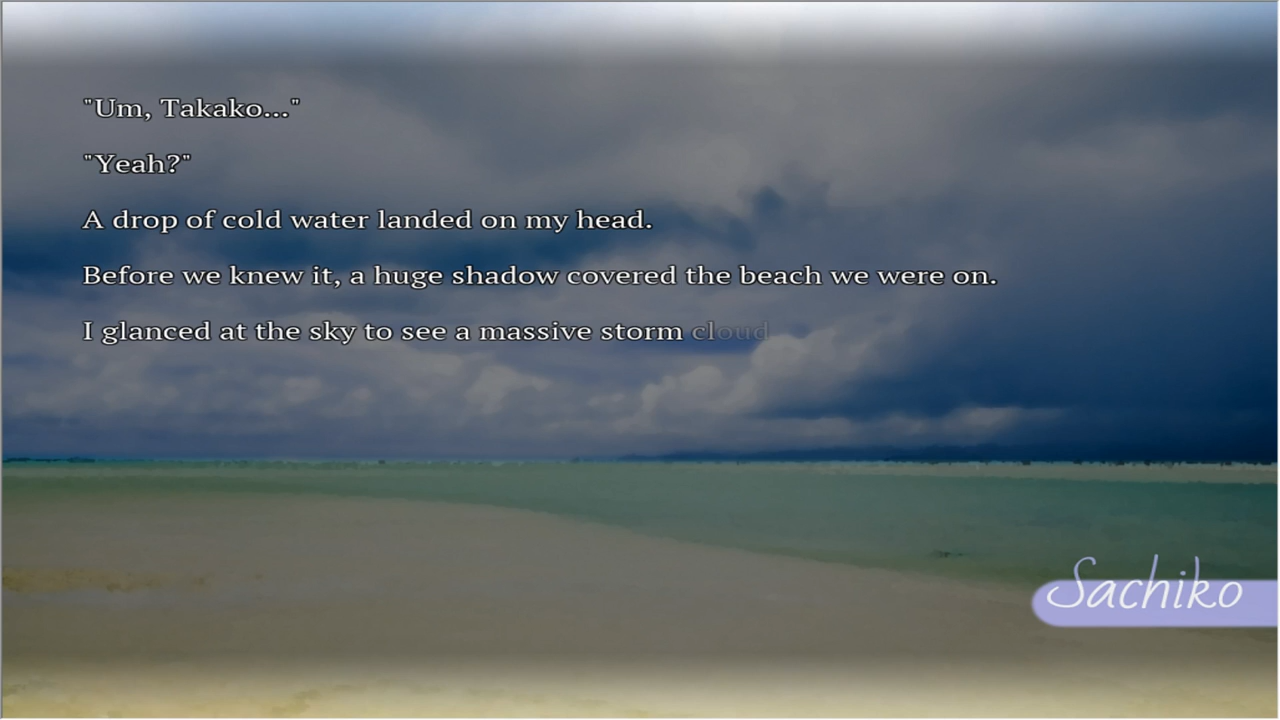 "Um, Takako..."
"Yeah?"
A drop of cold water landed on my head.
Before we knew it, a huge shadow covered the beach we were on.
I glanced at the sky to see a massive storm cloud
Sachiko